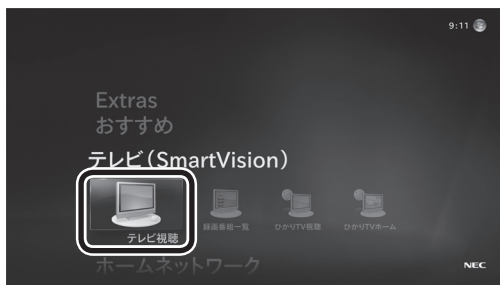 9:11
Extras
おすすめ
テレビ（SmartVision）
テレビ視聴
録画番組一覧
ひかりTV視聴
ひかりTVホーム
ホームネットワーク
NEC